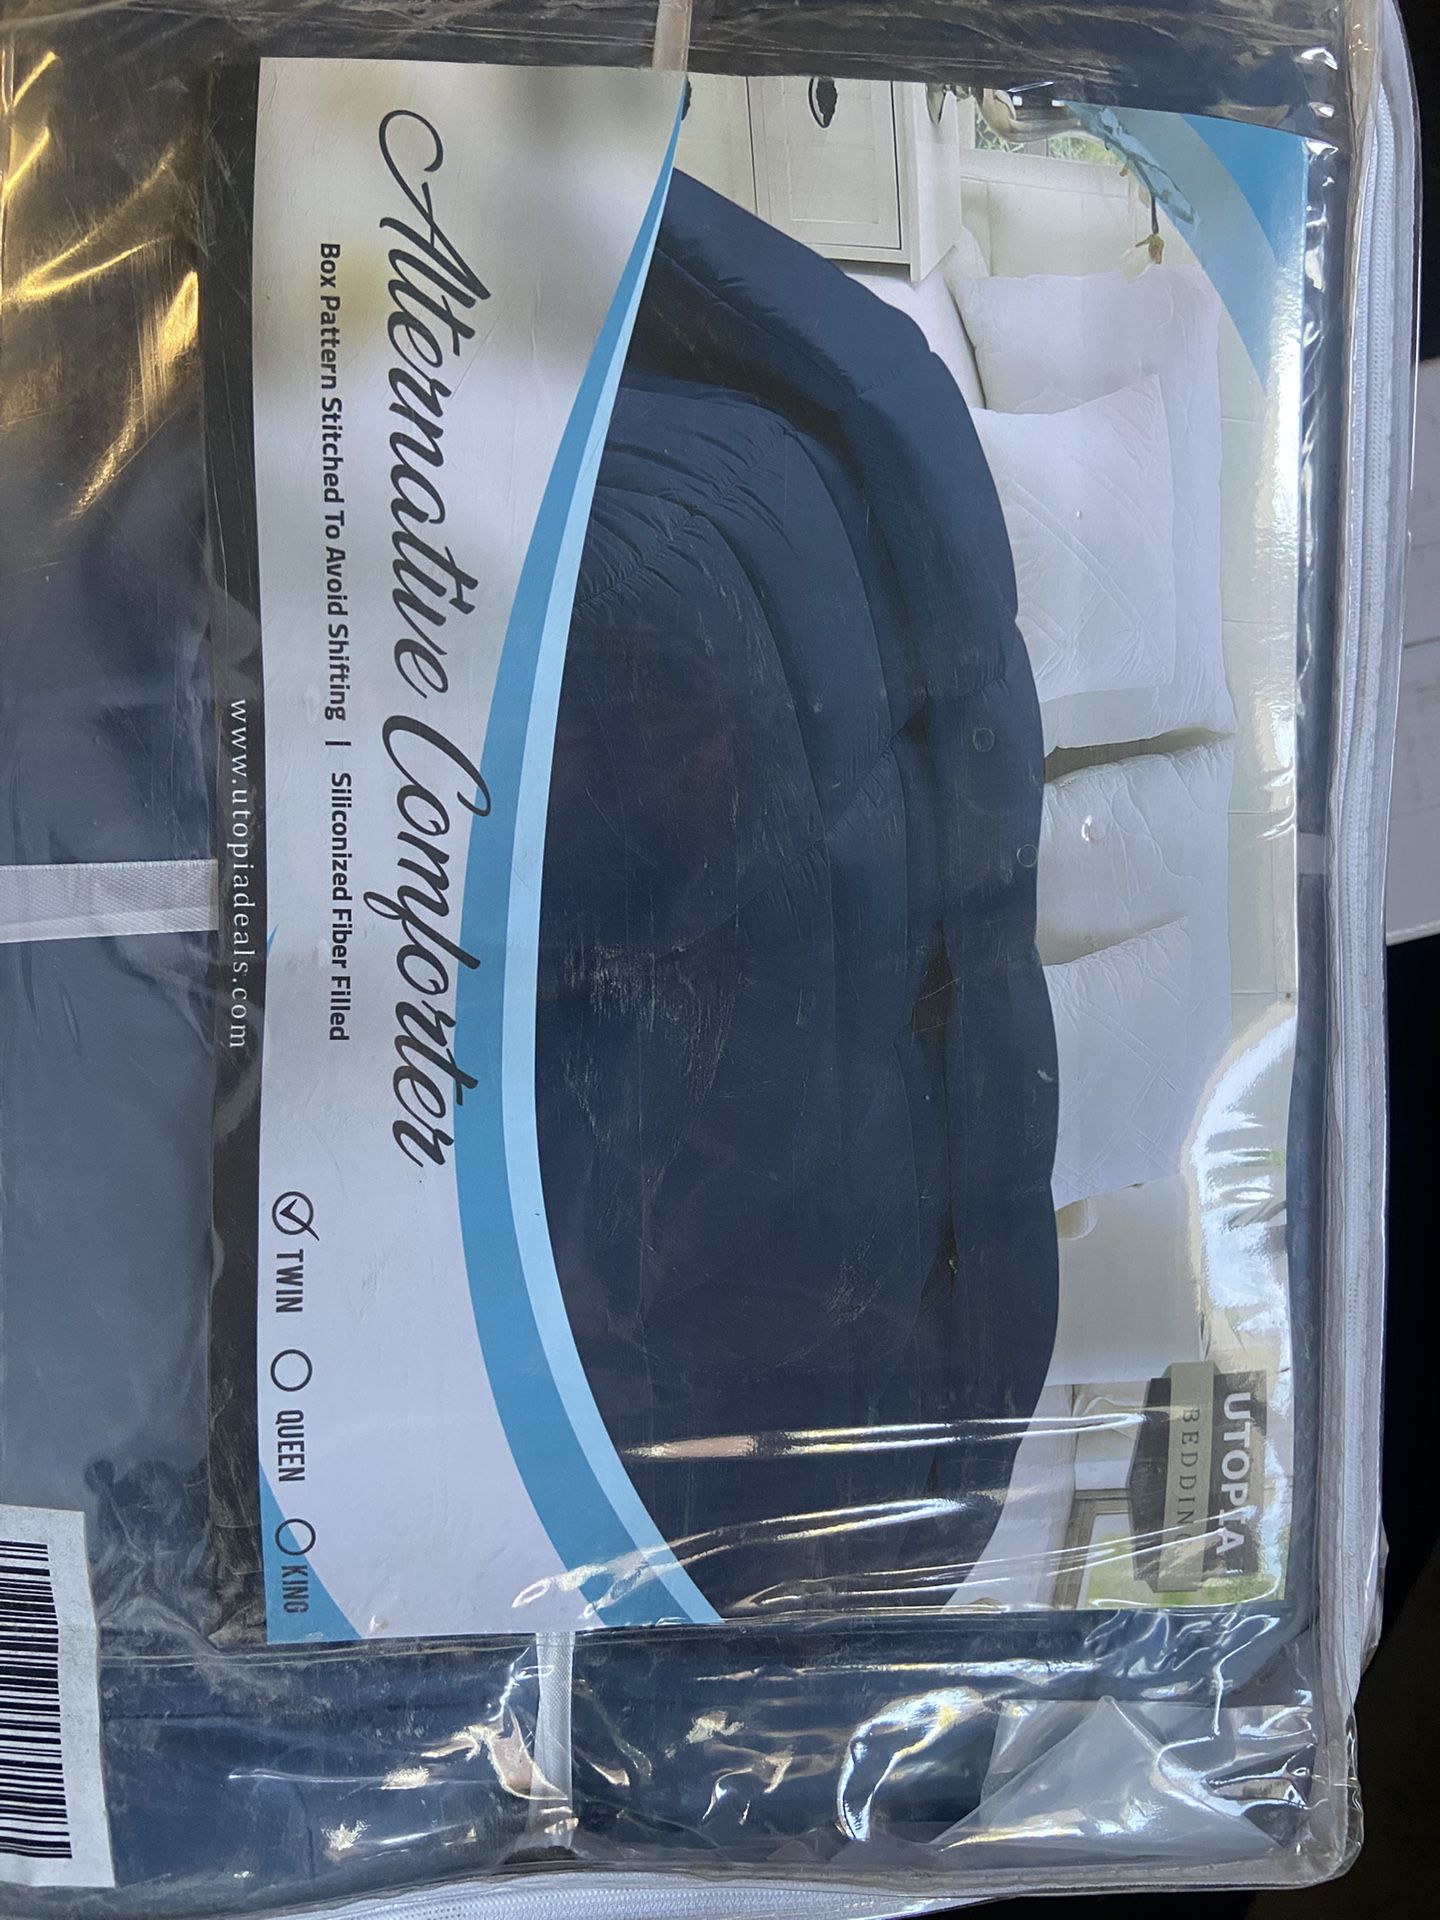 UTOPIA
BEDDING
Alternative Comforter
Box Pattern Stitched To Avoid Shifting | Siliconized Fiber Filled
TWIN QUEEN KING
www.utopiadeals.com